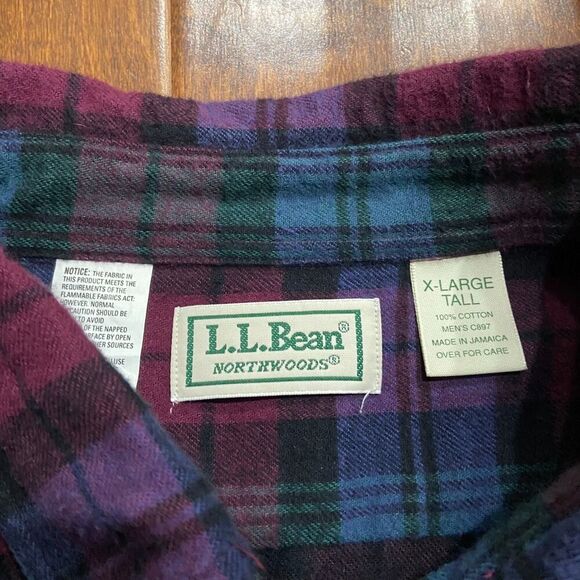 NOTICE: THE FABRIC IN
THIS PRODUCT MEETS THE
REQUIREMENTS OF THE
FLAMMABLE FABRICS ACT:
HOWEVER. NORMAL
CAUTION SHOULD BE
TO AVOID
OF THE NAPPED
BY OPEN
OTHER SOURCES
USE
L.L.Bean®
NORTHWOODS®
X-LARGE
TALL
100% COTTON
MEN'S C897
MADE IN JAMAICA
OVER FOR CARE